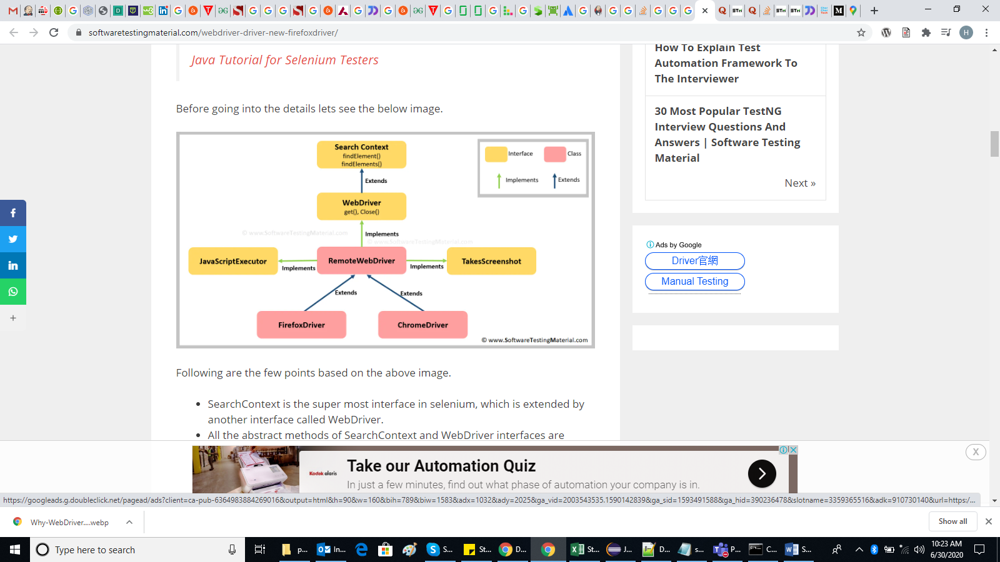 softwaretestingmaterial.com/webdriver-driver-new-firefoxdriver/
H
Java Tutorial for Selenium Testers
Before going into the details lets see the below image.
Search Context
findElement()
findElements()
Extends
WebDriver
get(), Close()
Implements
© www.SoftwareTestingMaterial.com
© www.SoftwareTestingMaterial.com
JavaScriptExecutor
Implements
RemoteWebDriver
Implements
TakesScreenshot
Extends
Extends
FirefoxDriver
ChromeDriver
Interface
Class
Implements
Extends
© www.SoftwareTestingMaterial.com
Following are the few points based on the above image.
• SearchContext is the super most interface in selenium, which is extended by
another interface called WebDriver.
• All the abstract methods of SearchContext and WebDriver interfaces are
How To Explain Test
Automation Framework To
The Interviewer
30 Most Popular TestNG
Interview Questions And
Answers | Software Testing
Material
Next »
Ads by Google
Driver官網
Manual Testing
Kodak alaris
Take our Automation Quiz
In just a few minutes, find out what phase of automation your company is in.
X
https://googleads.g.doubleclick.net/pagead/ads?client=ca-pub-6364983884269016&output=html&h=90&w=160&bih=789&biw=1583&adx=1032&ady=2025&ga_vid=2003543535.1590142839&ga_sid=1593491588&ga_hid=390236478&slotname=3359365516&adk=910730140&url=https:/...
Why-WebDriver....webp
Show all
Type here to search
p...
In...
S...
St...
D...
St...
J...
D...
s...
P...
C...
S...
10:23 AM
6/30/2020